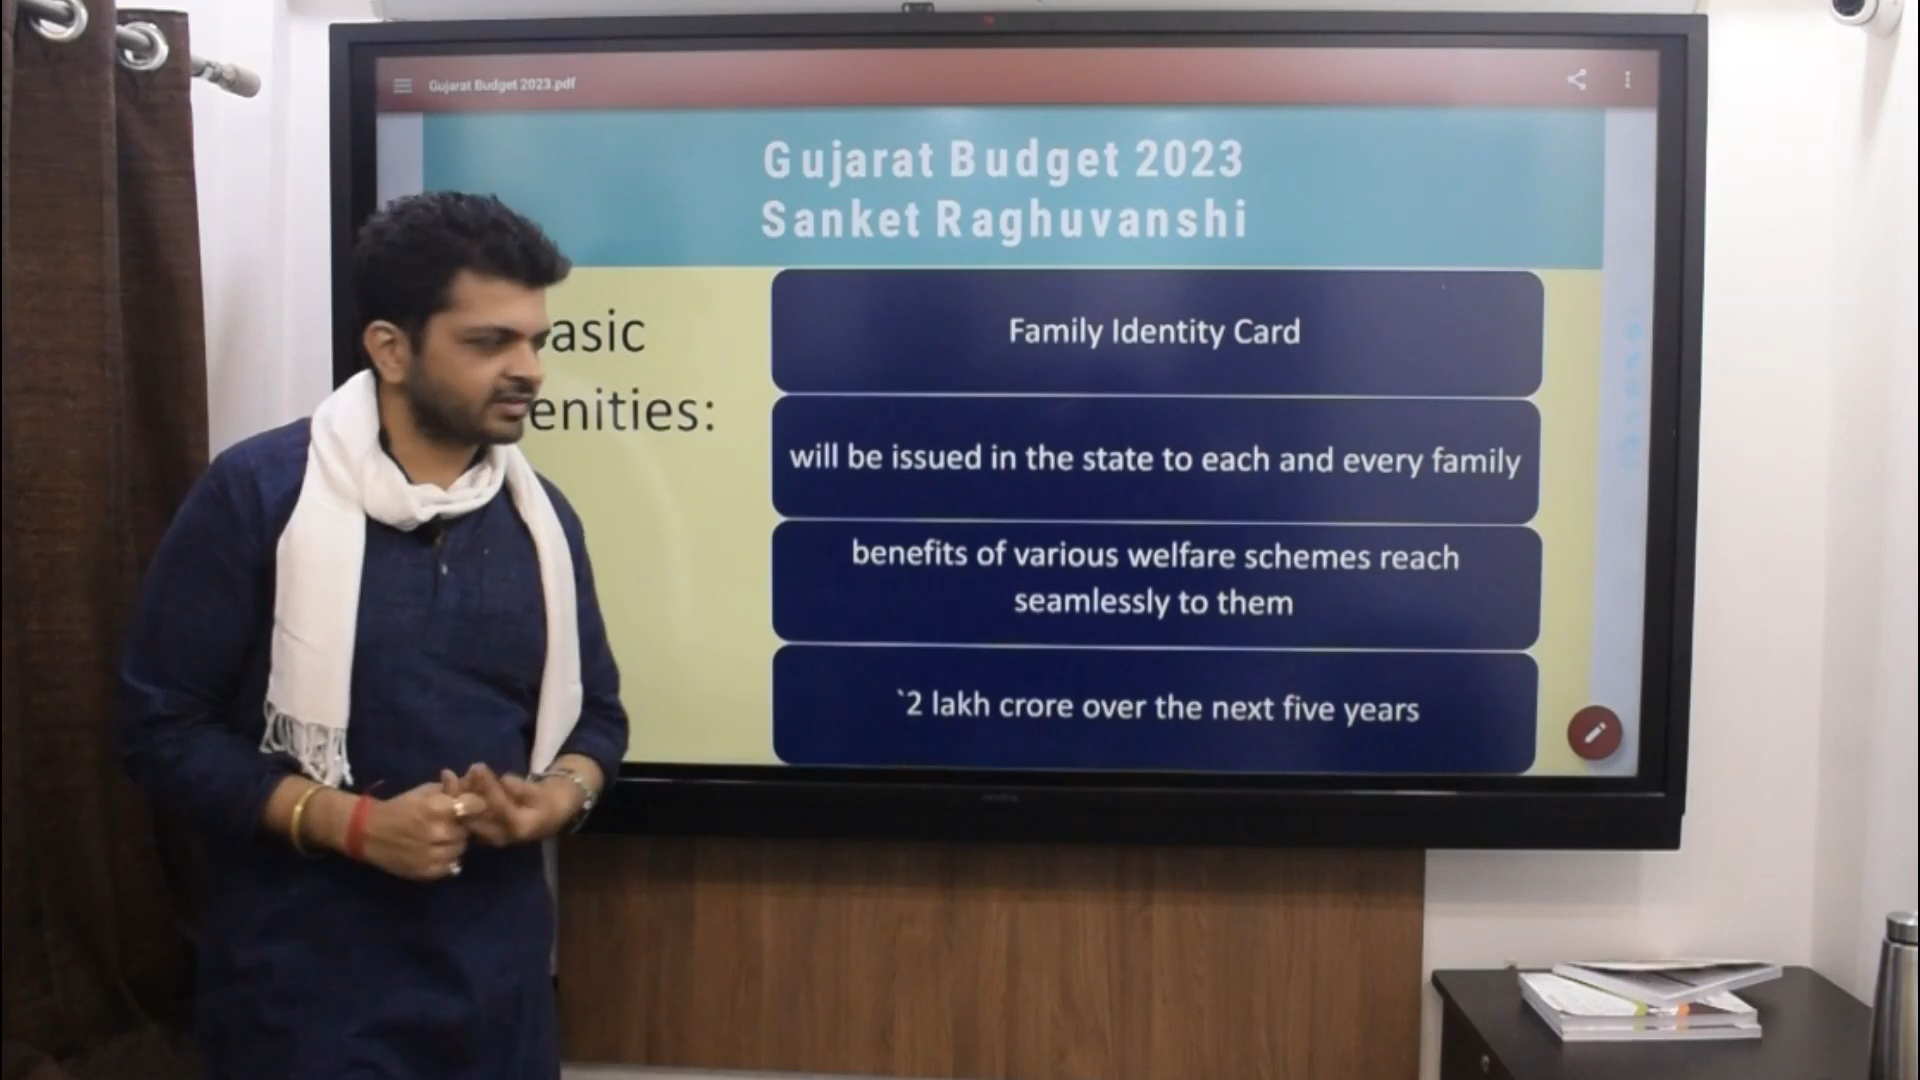 Gujarat Budget 2023.pdf
Gujarat Budget 2023
Sanket Raghuvanshi
asic
enities:
Family Identity Card
will be issued in the state to each and every family
benefits of various welfare schemes reach
seamlessly to them
`2 lakh crore over the next five years